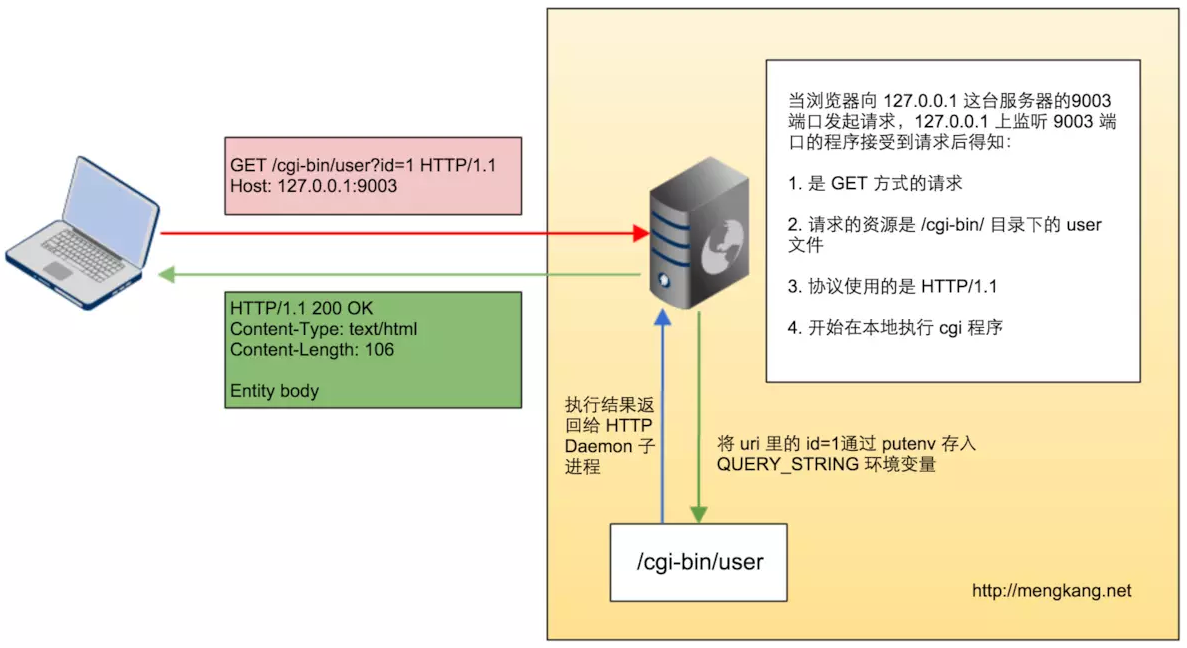 GET /cgi-bin/user?id=1 HTTP/1.1
Host: 127.0.0.1:9003
HTTP/1.1 200 OK
Content-Type: text/html
Content-Length: 106
Entity body
当浏览器向 127.0.0.1 这台服务器的9003
端口发起请求，127.0.0.1 上监听 9003 端
口的程序接受到请求后得知：
1. 是 GET 方式的请求
2. 请求的资源是 /cgi-bin/ 目录下的 user
文件
3. 协议使用的是 HTTP/1.1
4. 开始在本地执行 cgi 程序
执行结果返
回给 HTTP
Daemon 子
进程
将 uri 里的 id=1通过 putenv 存入
QUERY_STRING 环境变量
/cgi-bin/user
http://mengkang.net